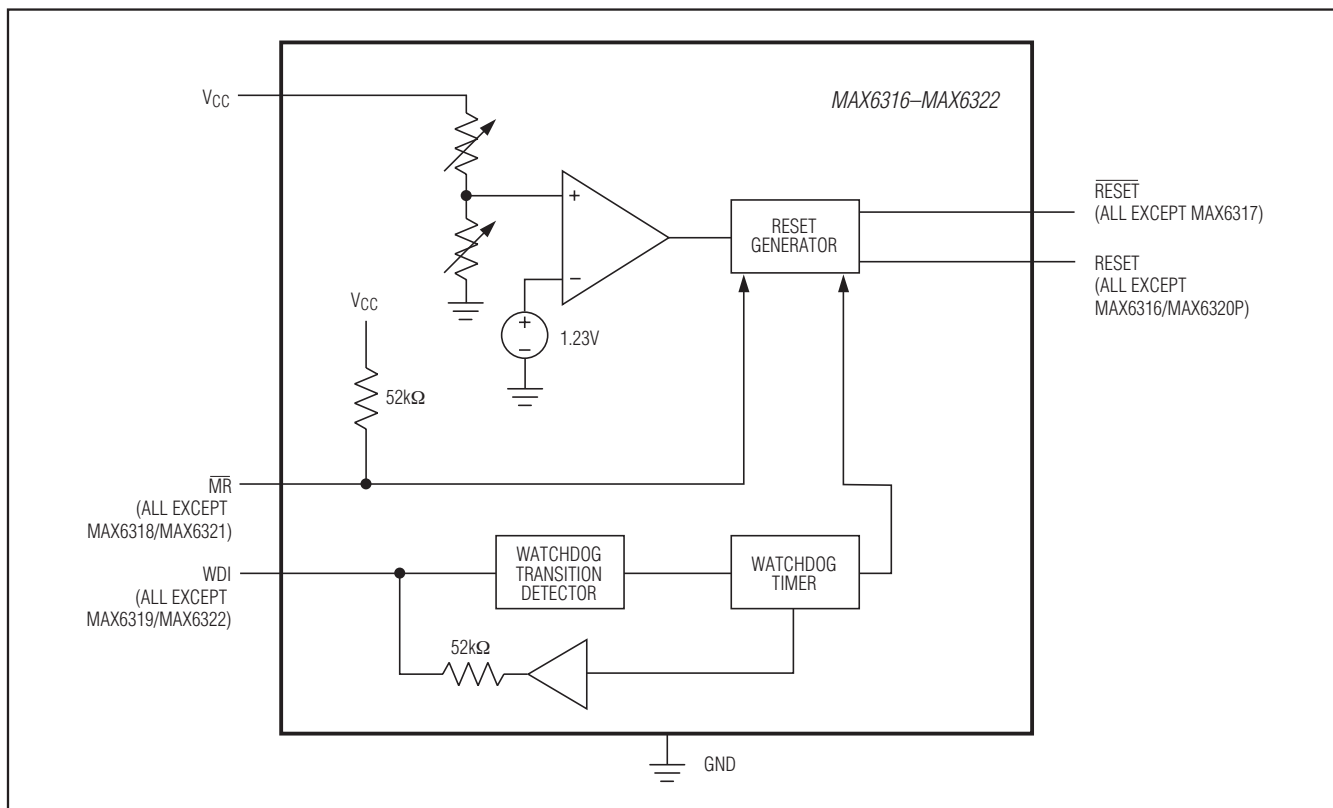 MAX6316–MAX6322
VCC
RESET
(ALL EXCEPT MAX6317)
RESET
GENERATOR
RESET
(ALL EXCEPT
MAX6316/MAX6320P)
+
−
VCC
+
−
1.23V
52kΩ
MR
(ALL EXCEPT
MAX6318/MAX6321)
WDI
(ALL EXCEPT
MAX6319/MAX6322)
WATCHDOG
TRANSITION
DETECTOR
WATCHDOG
TIMER
52kΩ
GND